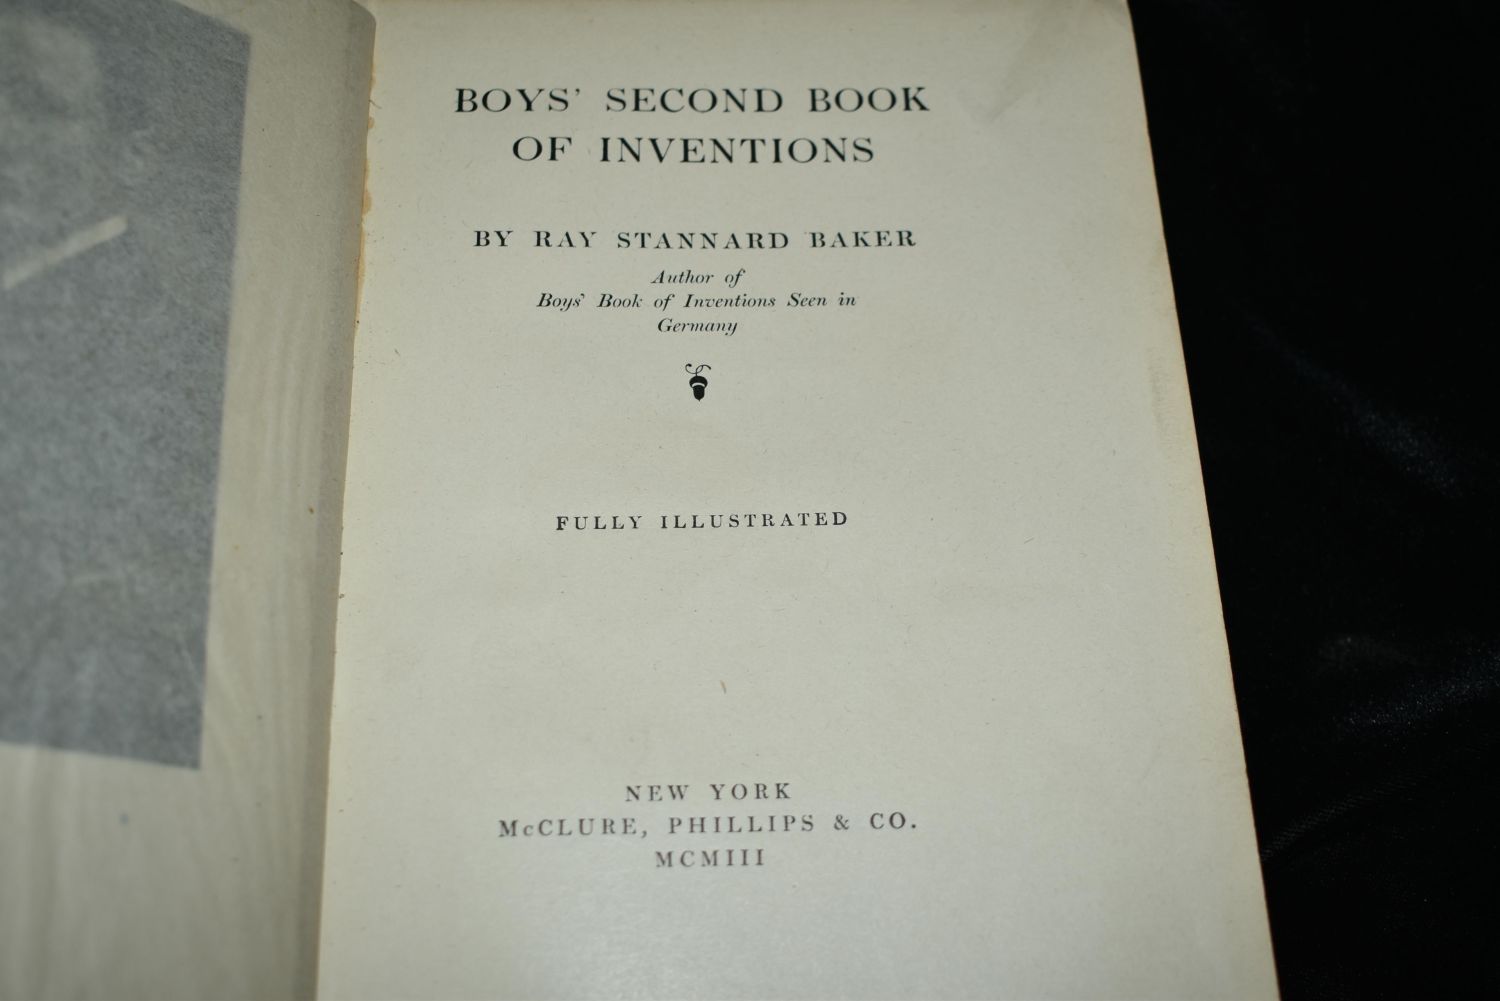 BOYS' SECOND BOOK
OF INVENTIONS
BY RAY STANNARD BAKER
Author of
Boys' Book of Inventions Seen in
Germany
FULLY ILLUSTRATED
NEW YORK
McCLURE, PHILLIPS & CO.
MCMIII